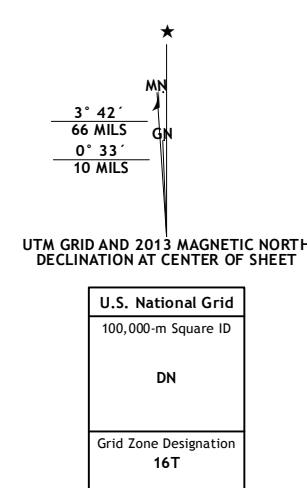 MN
3° 42´
66 MILS
GN
0° 33´
10 MILS
UTM GRID AND 2013 MAGNETIC NORTH
DECLINATION AT CENTER OF SHEET
U.S. National Grid
100,000-m Square ID
DN
Grid Zone Designation
16T